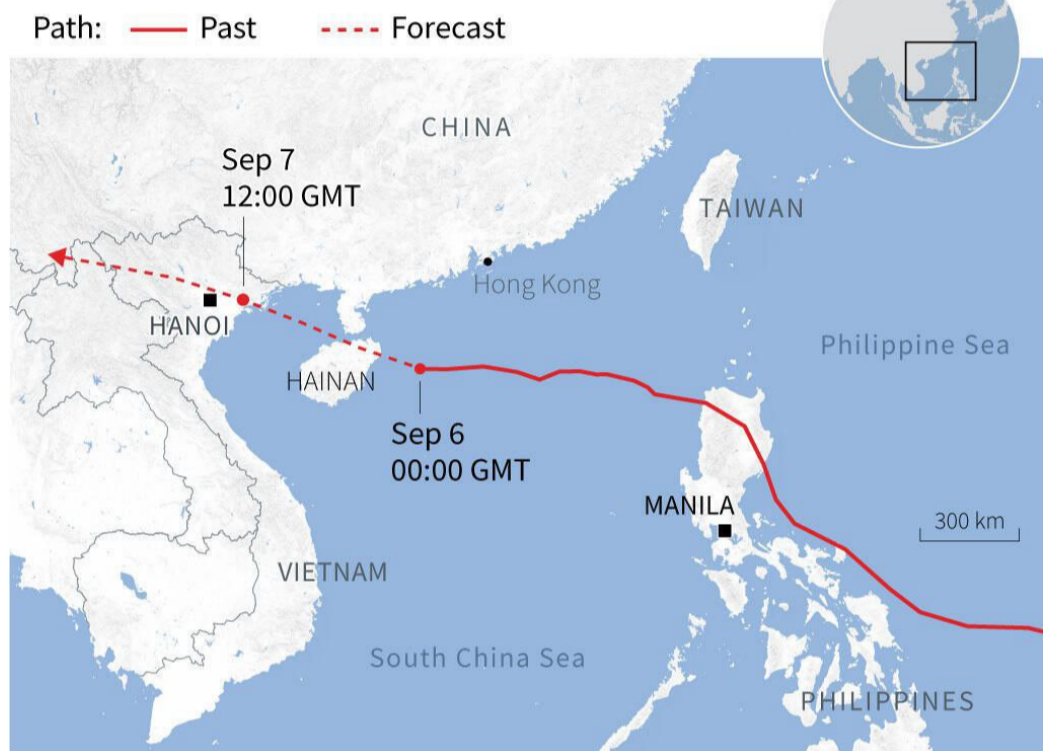 Path: Past Forecast
CHINA
Sep 7
12:00 GMT
TAIWAN
Hong Kong
HANOI
Philippine Sea
HAINAN
Sep 6
00:00 GMT
MANILA
300 km
VIETNAM
South China Sea
PHILIPPINES